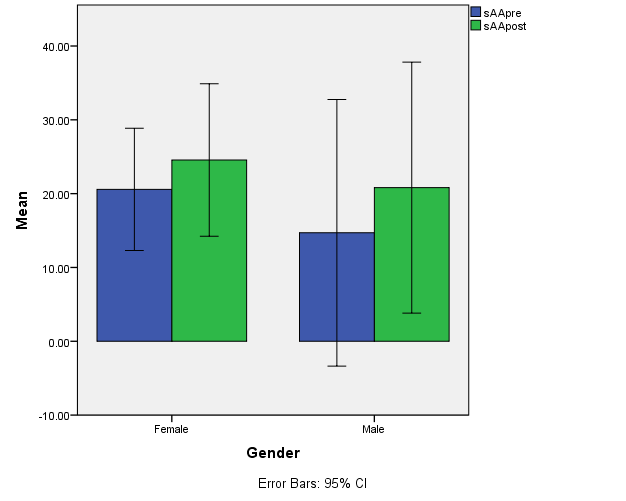 sAApre
sAApost
40.00
30.00
20.00
10.00
0.00
-10.00
Mean
Female
Male
Gender
Error Bars: 95% CI